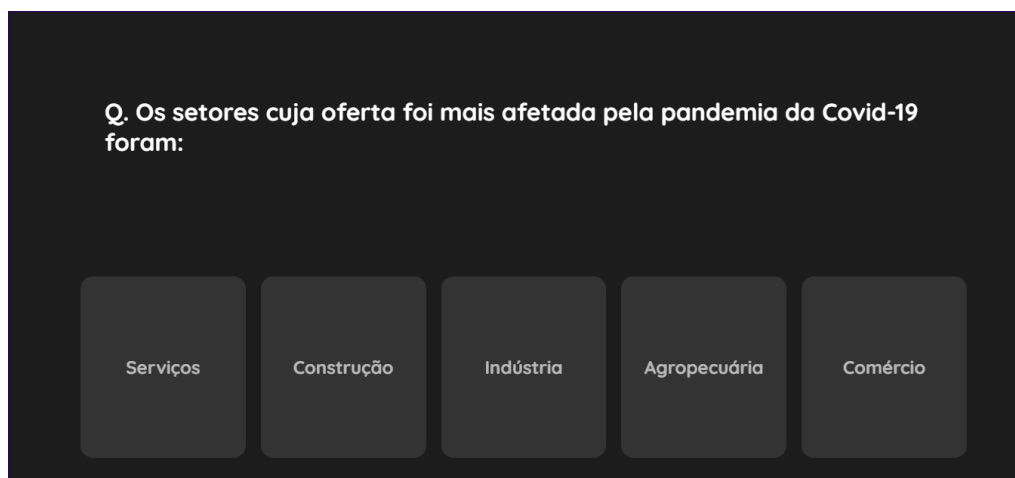 Q. Os setores cuja oferta foi mais afetada pela pandemia da Covid-19
foram:
Serviços
Construção
Indústria
Agropecuária
Comércio